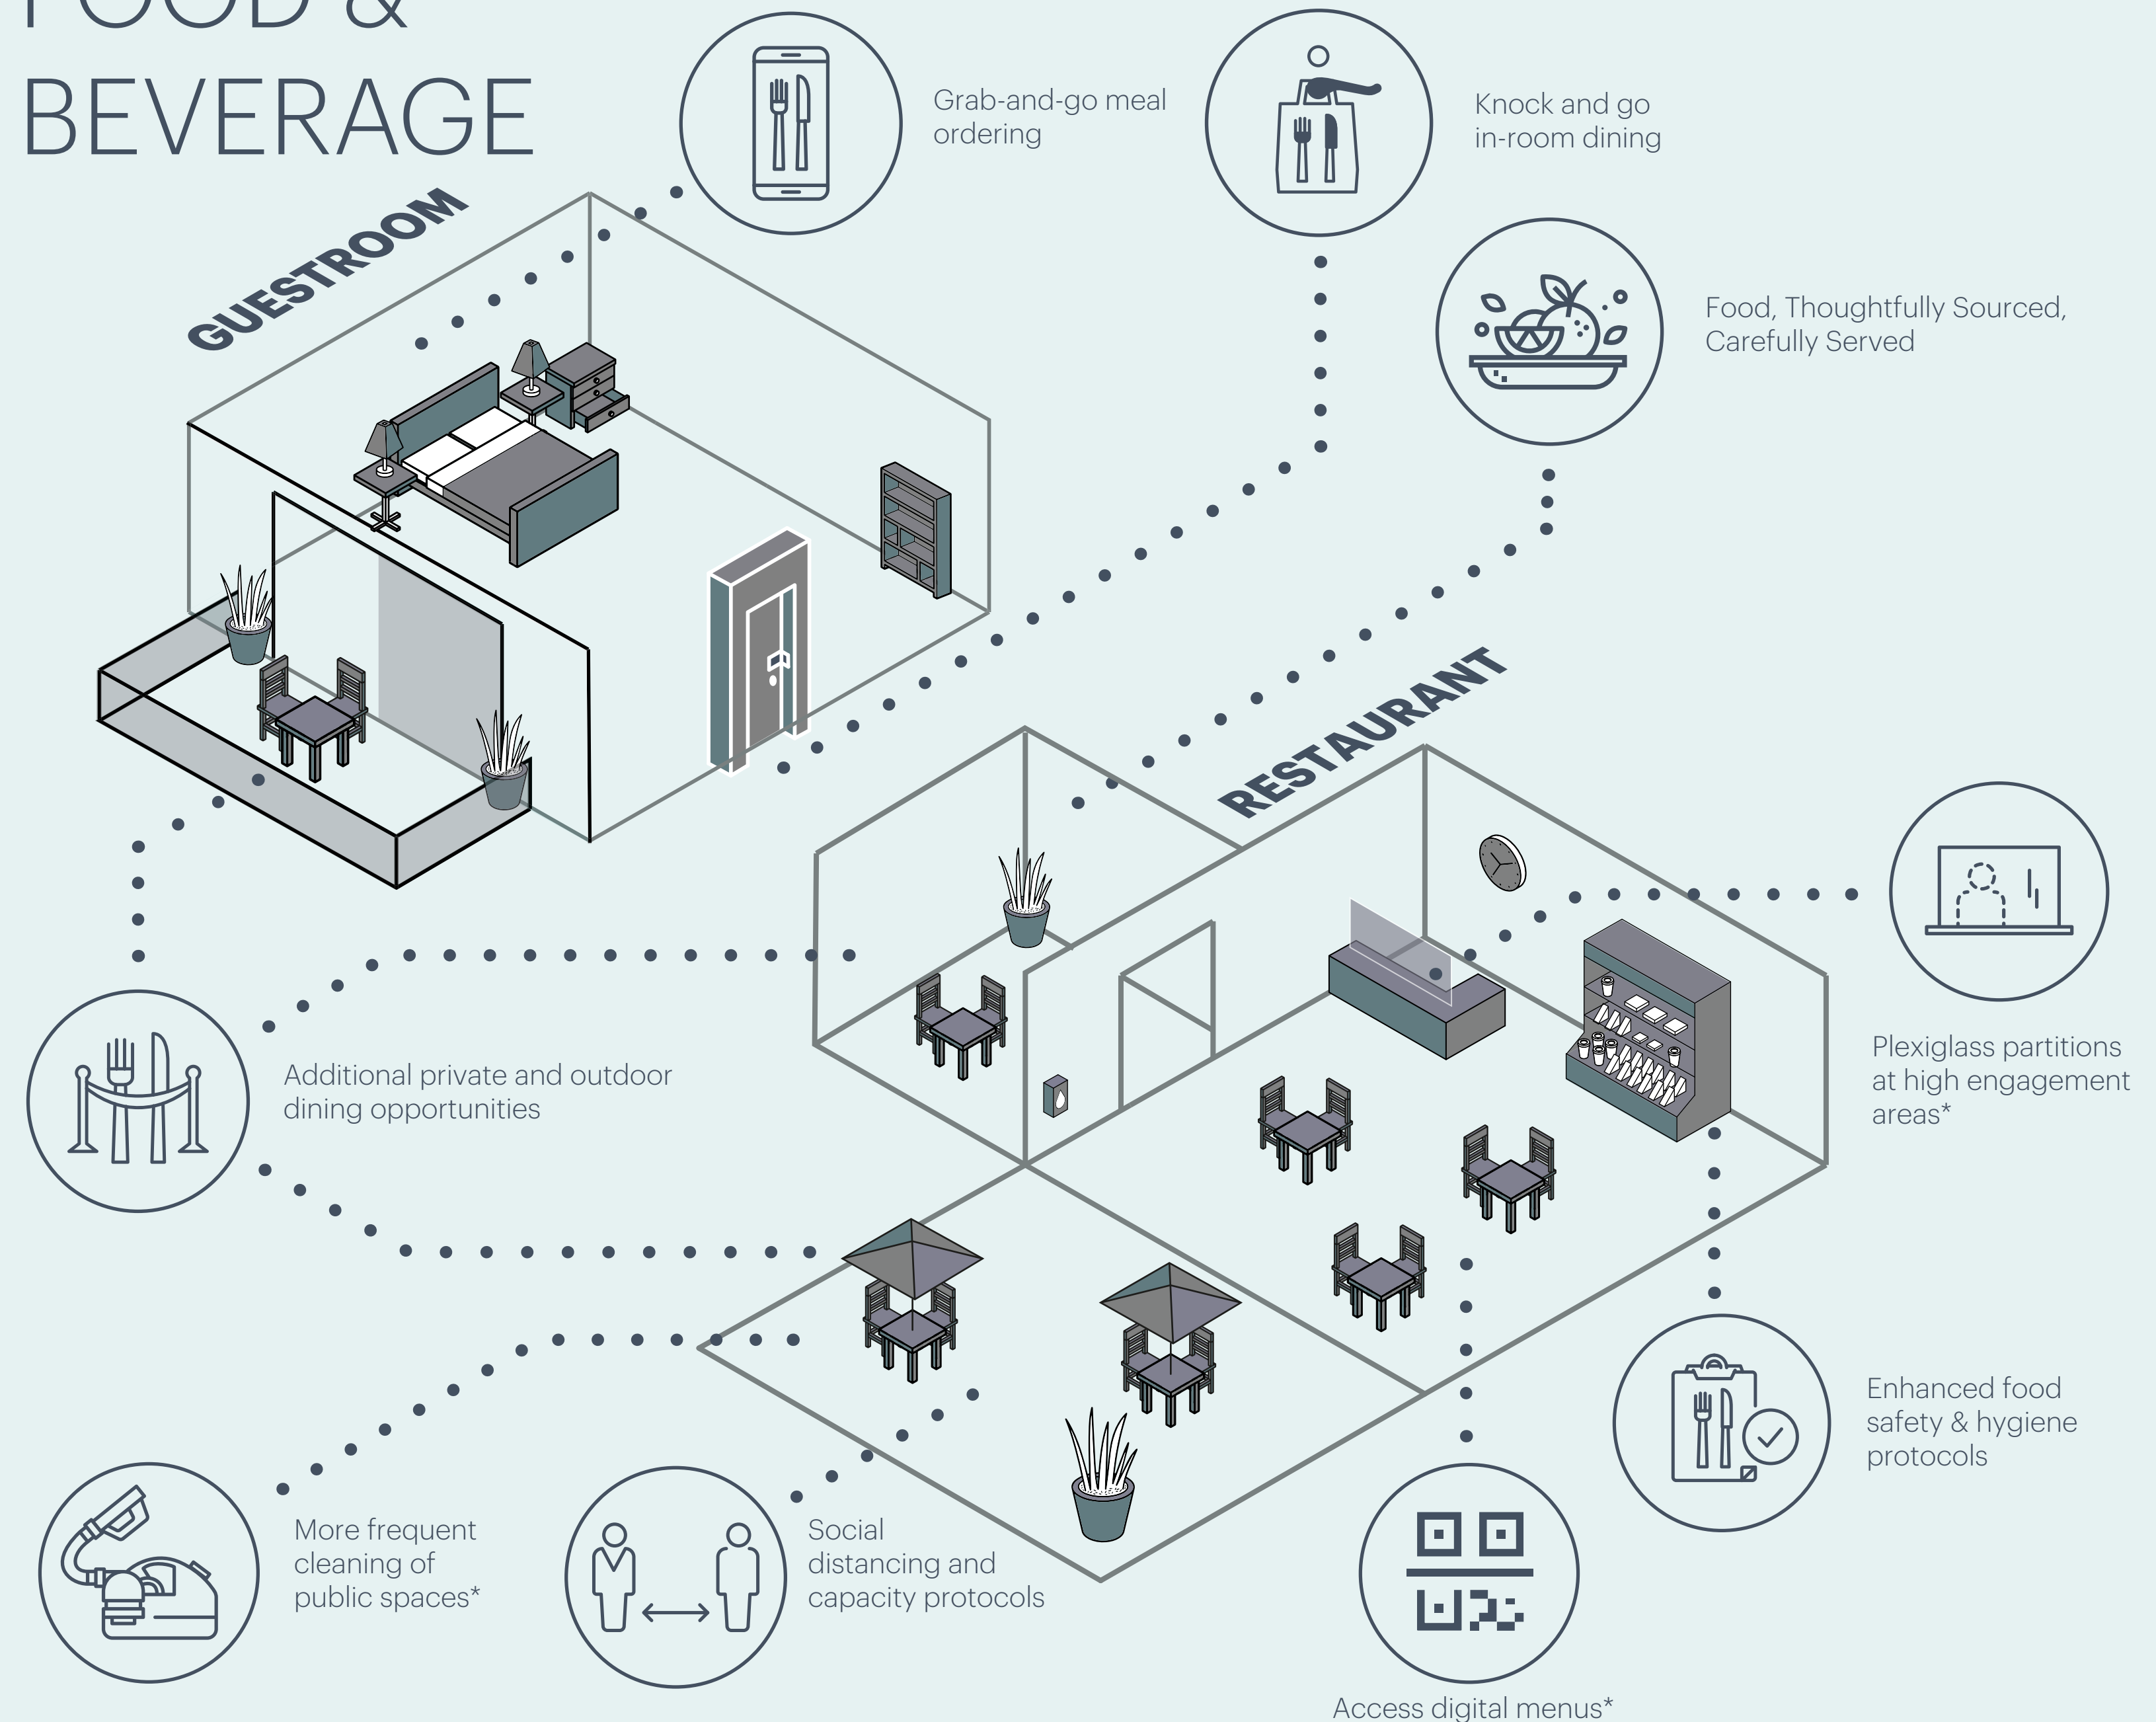 FOOD &
BEVERAGE
Grab-and-go meal
ordering
Knock and go
in-room dining
GUESTROOM
Food, Thoughtfully Sourced,
Carefully Served
RESTAURANT
Plexiglass partitions
at high engagement
areas*
Additional private and outdoor
dining opportunities
Enhanced food
safety & hygiene
protocols
More frequent
cleaning of
public spaces*
Social
distancing and
capacity protocols
Access digital menus*